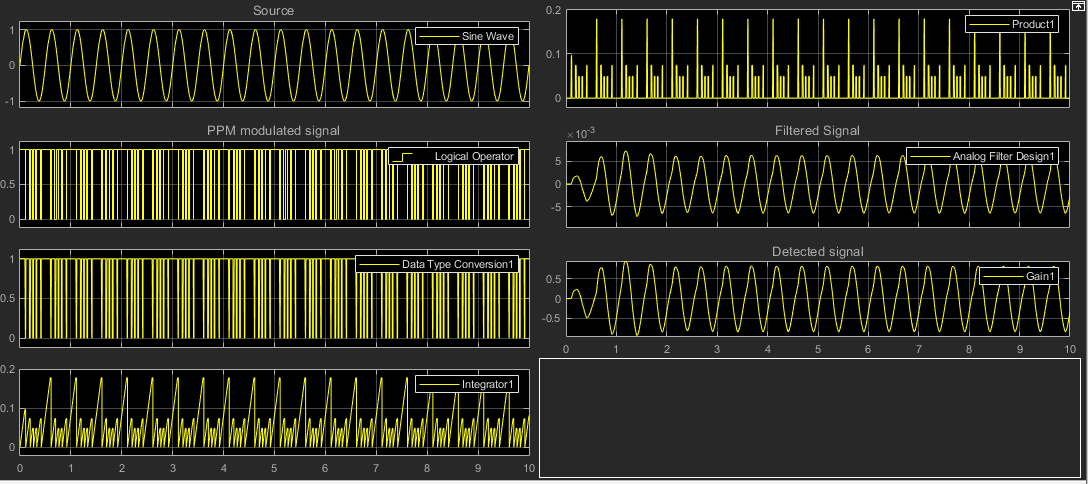 Source
1
0
-1
Sine Wave
PPM modulated signal
1
0.5
0
Logical Operator
1
0.5
0
Data Type Conversion1
0.2
0.1
0
Integrator1
0 1 2 3 4 5 6 7 8 9 10
0.2
0.1
0
Product1
×10-3
Filtered Signal
5
0
-5
Analog Filter Design1
Detected signal
0.5
0
-0.5
Gain1
0 1 2 3 4 5 6 7 8 9 10